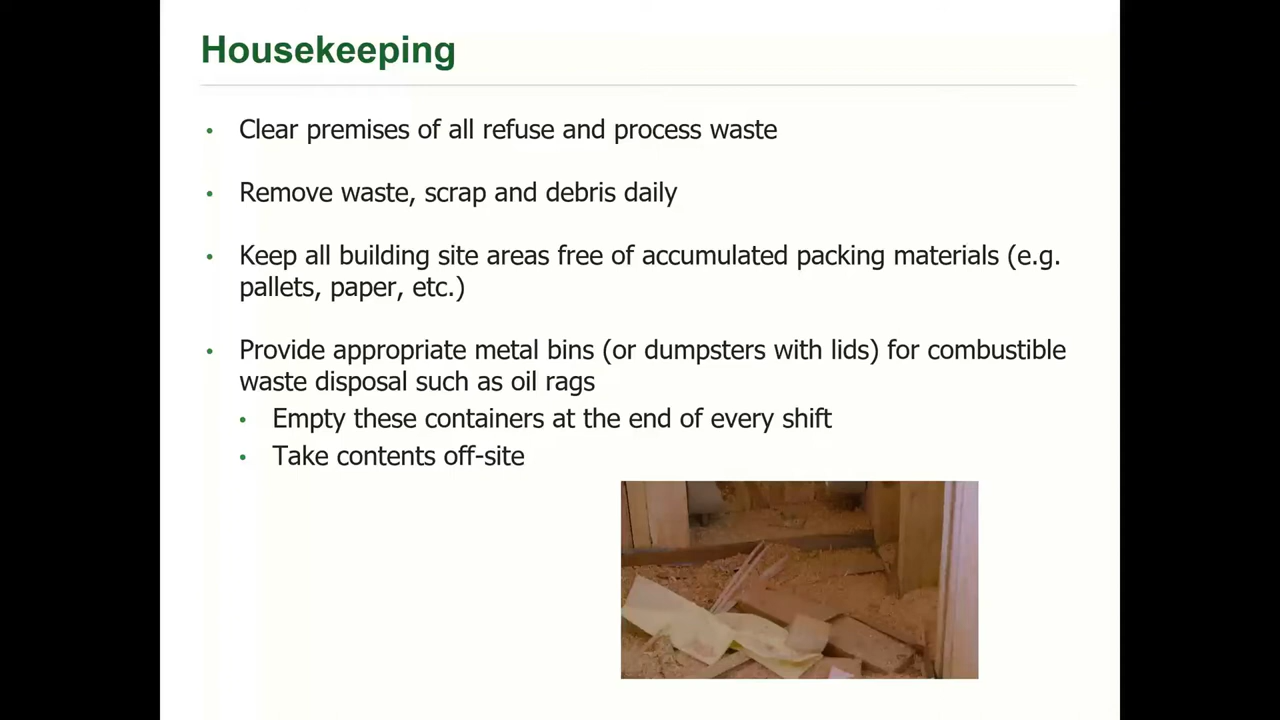 Housekeeping
• Clear premises of all refuse and process waste
• Remove waste, scrap and debris daily
• Keep all building site areas free of accumulated packing materials (e.g.
pallets, paper, etc.)
• Provide appropriate metal bins (or dumpsters with lids) for combustible
waste disposal such as oil rags
• Empty these containers at the end of every shift
• Take contents off-site